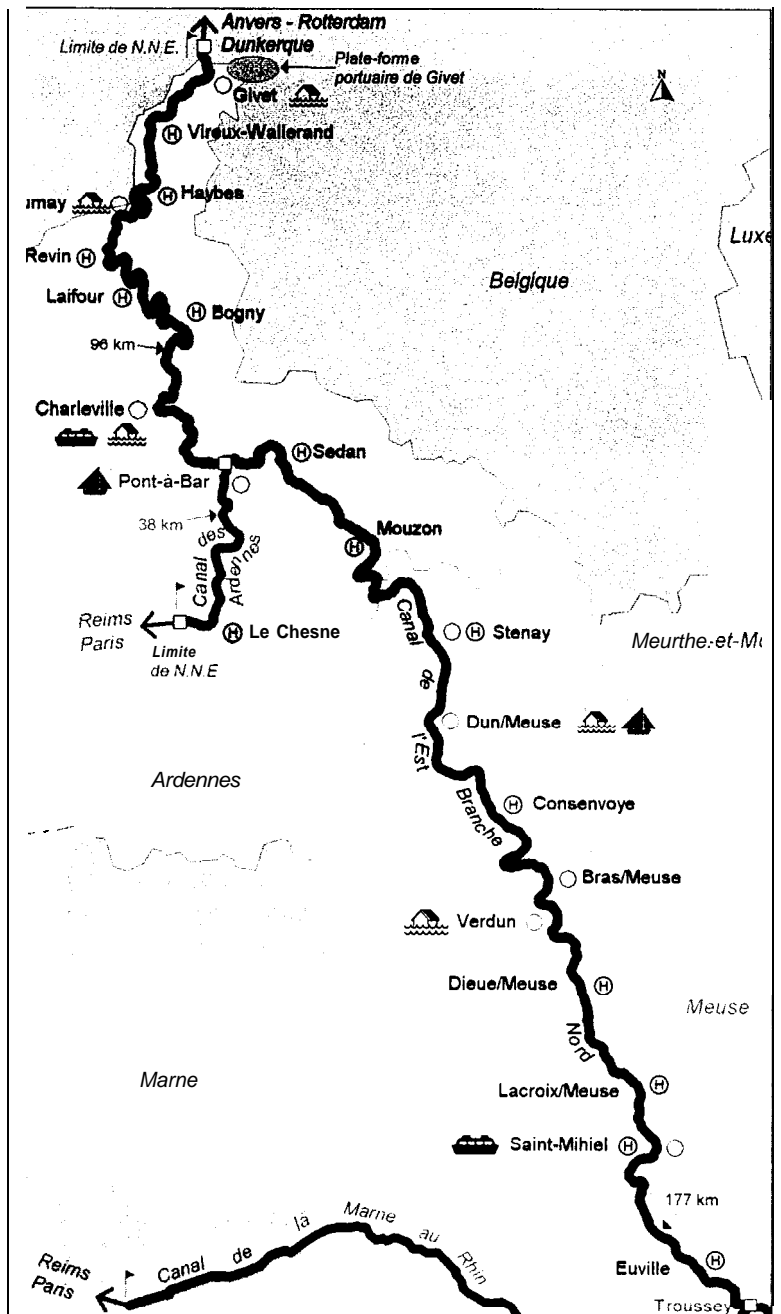 Anvers - Rotterdam
Limite de N.N.E.
Dunkerque
Plate-forme
portuaire de Givet
N
Givet
H Vireux-Wallerand
H Haybes
umay
Revin H
Luxe
Belgique
Laifour H
H Bogny
96 km
Charleville
H Sedan
Pont-à-Bar
38 km
Mouzon
H
Canal des
Ardennes
Reims
Paris
Limite
de N.N.E
H Le Chesne
H Stenay
Meurthe-et-Mo
Canal de l'Est Branche Nord
Dun/Meuse
Ardennes
H Consenvoye
Bras/Meuse
Verdun
Dieue/Meuse H
Meuse
Marne
Lacroix/Meuse H
Saint-Mihiel H
177 km
Canal de la Marne au Rhin
Reims
Paris
Euville H
Troussey